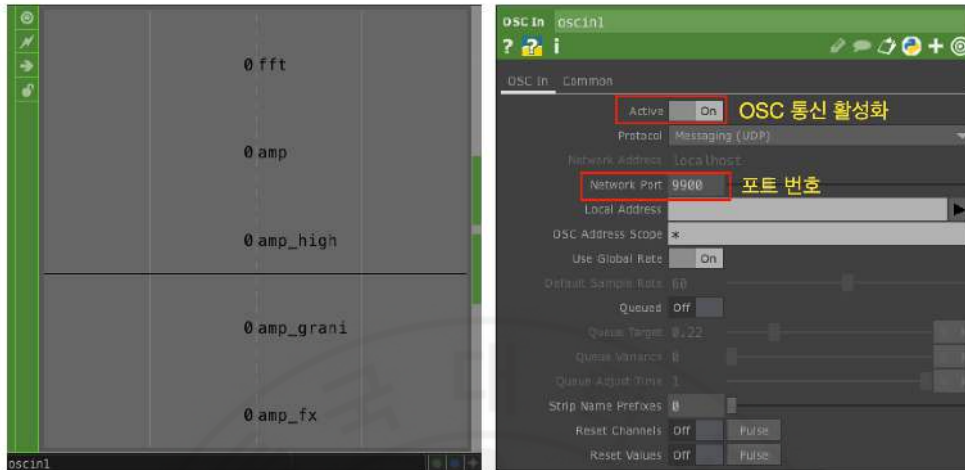 0 fft
0 amp
0 amp_high
0 amp_grani
0 amp_fx
oscin1
OSC In oscin1
? ? i
OSC In Common
Active On OSC 통신 활성화
Protocol Messaging (UDP)
Network Address localhost
Network Port 9900 포트 번호
Local Address
OSC Address Scope *
Use Global Rate On
Default Sample Rate 60
Queued Off
Queue Target 0.22
Queue Variance 0
Queue Adjust Time 1
Strip Name Prefixes 0
Reset Channels Off Pulse
Reset Values Off Pulse